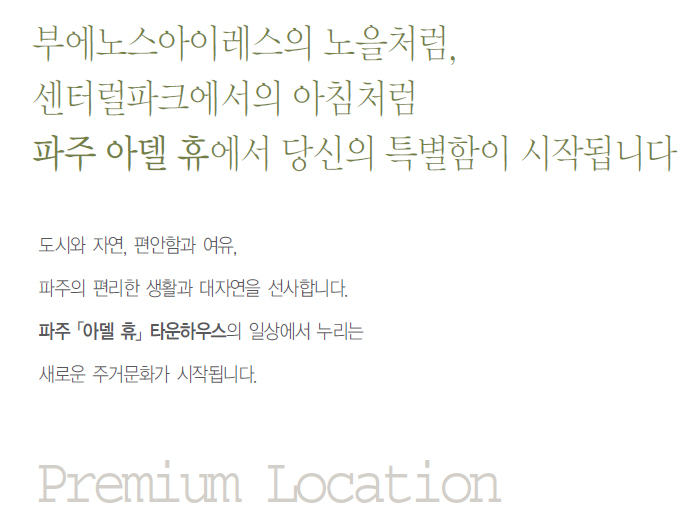 부에노스아이레스의 노을처럼,
센터럴파크에서의 아침처럼
파주 아델 휴에서 당신의 특별함이 시작됩니다
도시와 자연, 편안함과 여유,
파주의 편리한 생활과 대자연을 선사합니다.
파주 「아델 휴」 타운하우스의 일상에서 누리는
새로운 주거문화가 시작됩니다.
Premium Location